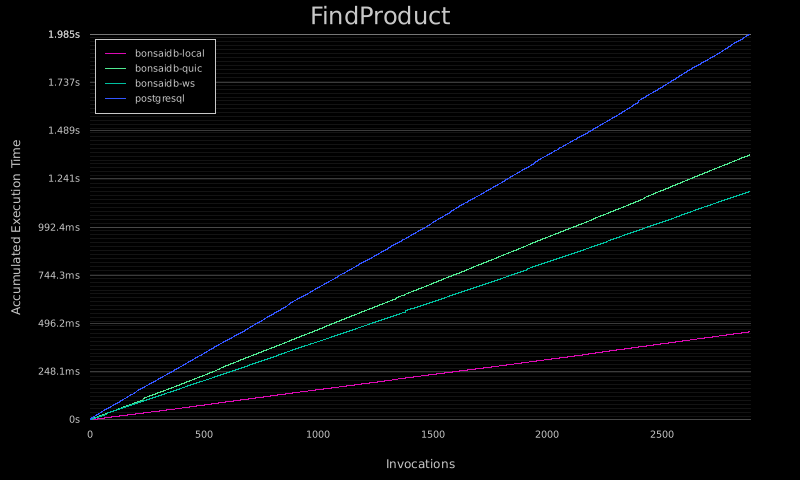 FindProduct
1.985s
bonsaidb-local
bonsaidb-quic
bonsaidb-ws
postgresql
1.737s
1.489s
1.241s
992.4ms
744.3ms
496.2ms
248.1ms
0s
Accumulated Execution Time
0 500 1000 1500 2000 2500
Invocations